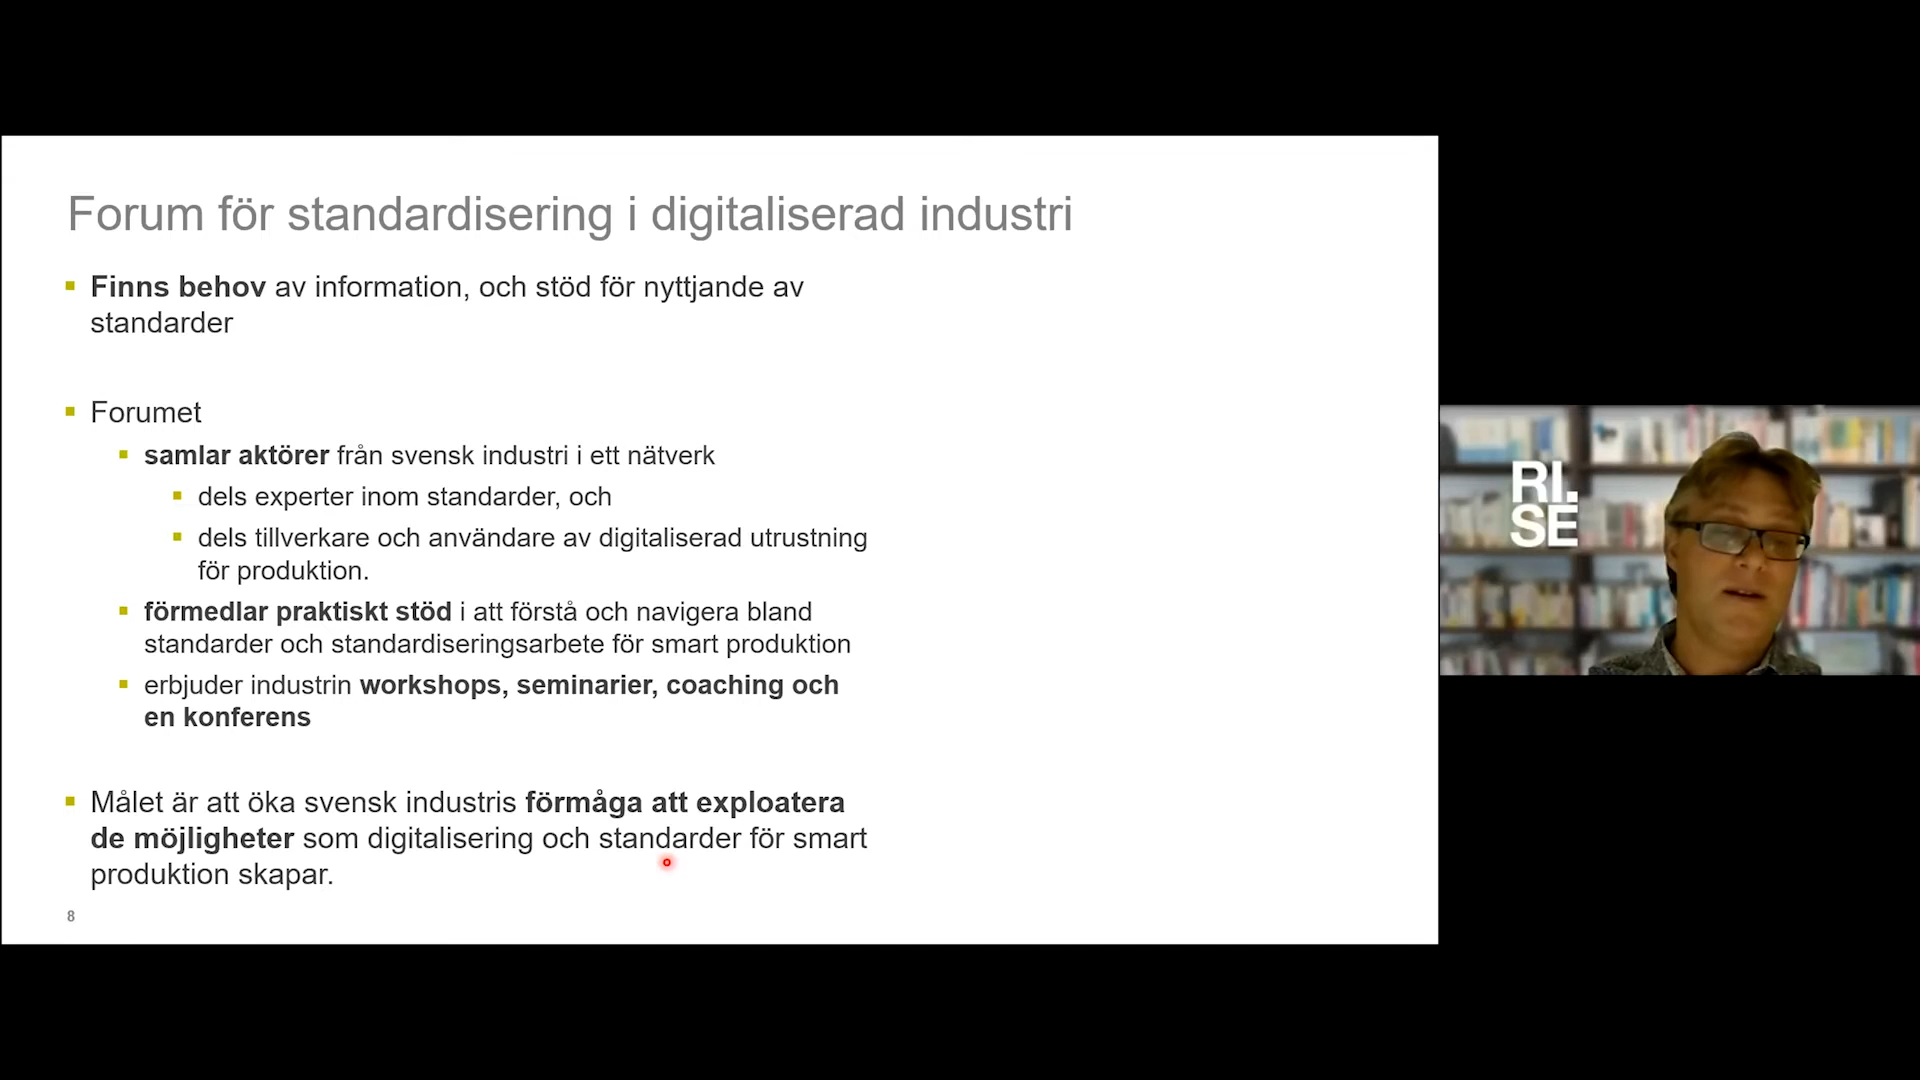 Forum för standardisering i digitaliserad industri
Finns behov av information, och stöd för nyttjande av
standarder
Forumet
samlar aktörer från svensk industri i ett nätverk
dels experter inom standarder, och
dels tillverkare och användare av digitaliserad utrustning
för produktion.
förmedlar praktiskt stöd i att förstå och navigera bland
standarder och standardiseringsarbete för smart produktion
erbjuder industrin workshops, seminarier, coaching och
en konferens
Målet är att öka svensk industris förmåga att exploatera
de möjligheter som digitalisering och standarder för smart
produktion skapar.
8
RI.
SE